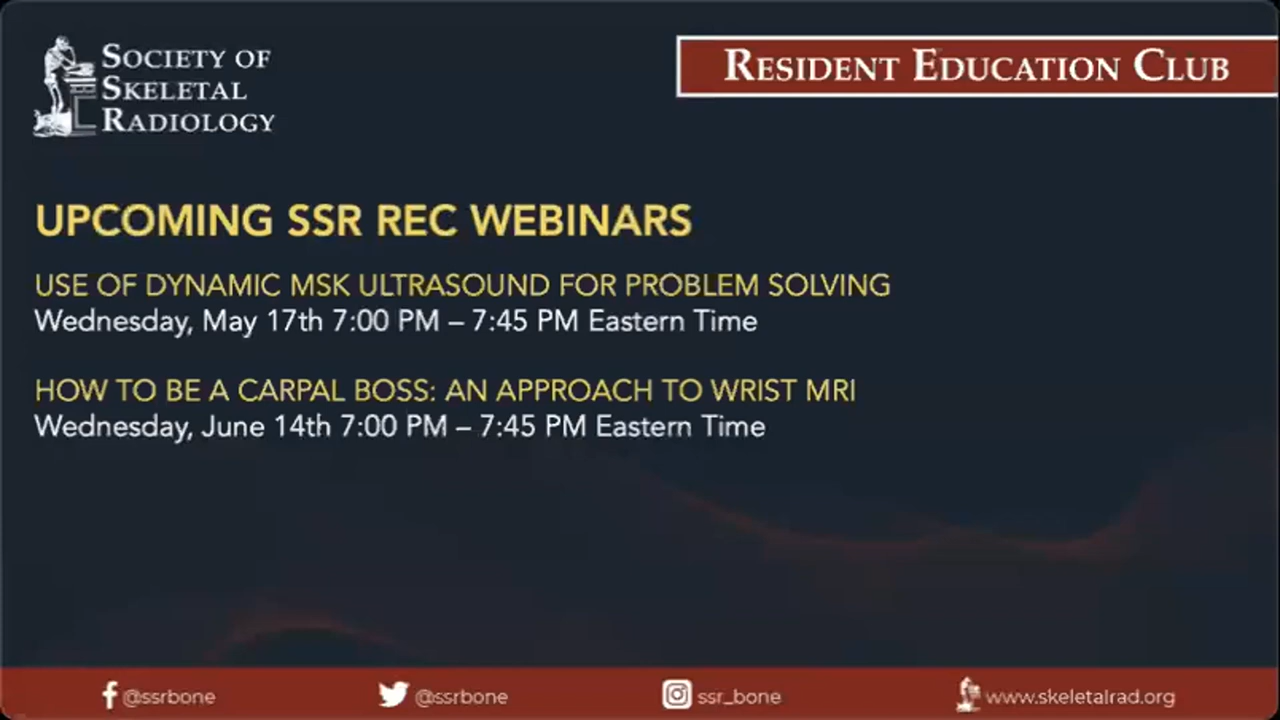 SOCIETY OF
SKELETAL
RADIOLOGY
RESIDENT EDUCATION CLUB
UPCOMING SSR REC WEBINARS
USE OF DYNAMIC MSK ULTRASOUND FOR PROBLEM SOLVING
Wednesday, May 17th 7:00 PM – 7:45 PM Eastern Time
HOW TO BE A CARPAL BOSS: AN APPROACH TO WRIST MRI
Wednesday, June 14th 7:00 PM – 7:45 PM Eastern Time
@ssrbone @ssrbone ssr_bone www.skeletalrad.org